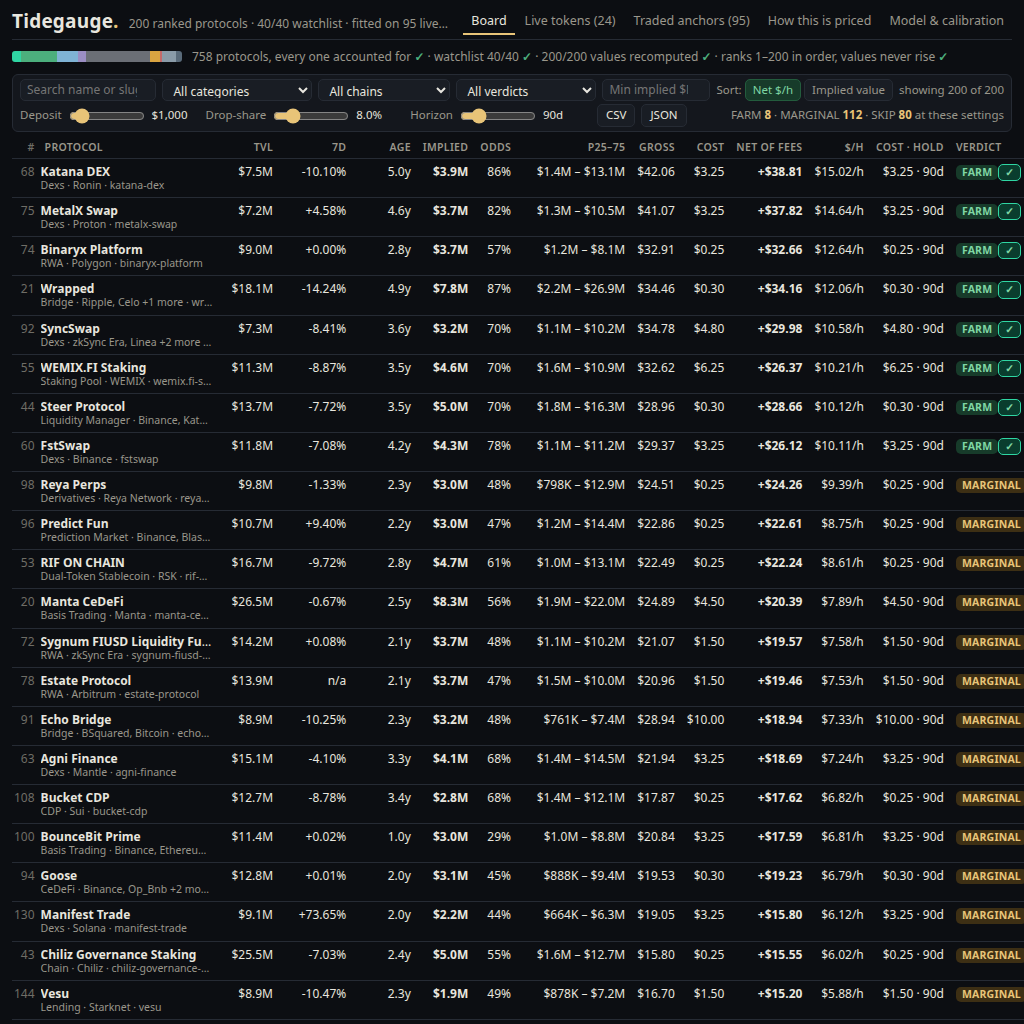 Tidegauge. 200 ranked protocols · 40/40 watchlist · fitted on 95 live... Board Live tokens (24) Traded anchors (95) How this is priced Model & calibration
758 protocols, every one accounted for ✓ · watchlist 40/40 ✓ · 200/200 values recomputed ✓ · ranks 1–200 in order, values never rise ✓
Search name or slug All categories All chains All verdicts Min implied $ Sort: Net $/h Implied value showing 200 of 200
Deposit $1,000 Drop-share 8.0% Horizon 90d CSV JSON FARM 8 · MARGINAL 112 · SKIP 80 at these settings
# PROTOCOL TVL 7D AGE IMPLIED ODDS P25–75 GROSS COST NET OF FEES $/H COST · HOLD VERDICT
68 Katana DEX $7.5M -10.10% 5.0y $3.9M 86% $1.4M – $13.1M $42.06 $3.25 +$38.81 $15.02/h $3.25 · 90d FARM ✓
Dexs · Ronin · katana-dex
75 MetalX Swap $7.2M +4.58% 4.6y $3.7M 82% $1.3M – $10.5M $41.07 $3.25 +$37.82 $14.64/h $3.25 · 90d FARM ✓
Dexs · Proton · metalx-swap
74 Binaryx Platform $9.0M +0.00% 2.8y $3.7M 57% $1.2M – $8.1M $32.91 $0.25 +$32.66 $12.64/h $0.25 · 90d FARM ✓
RWA · Polygon · binaryx-platform
21 Wrapped $18.1M -14.24% 4.9y $7.8M 87% $2.2M – $26.9M $34.46 $0.30 +$34.16 $12.06/h $0.30 · 90d FARM ✓
Bridge · Ripple, Celo +1 more · wr...
92 SyncSwap $7.3M -8.41% 3.6y $3.2M 70% $1.1M – $10.2M $34.78 $4.80 +$29.98 $10.58/h $4.80 · 90d FARM ✓
Dexs · zkSync Era, Linea +2 more ...
55 WEMIX.FI Staking $11.3M -8.87% 3.5y $4.6M 70% $1.6M – $10.9M $32.62 $6.25 +$26.37 $10.21/h $6.25 · 90d FARM ✓
Staking Pool · WEMIX · wemix.fi-s...
44 Steer Protocol $13.7M -7.72% 3.5y $5.0M 70% $1.8M – $16.3M $28.96 $0.30 +$28.66 $10.12/h $0.30 · 90d FARM ✓
Liquidity Manager · Binance, Kat...
60 FstSwap $11.8M -7.08% 4.2y $4.3M 78% $1.1M – $11.2M $29.37 $3.25 +$26.12 $10.11/h $3.25 · 90d FARM ✓
Dexs · Binance · fstswap
98 Reya Perps $9.8M -1.33% 2.3y $3.0M 48% $798K – $12.9M $24.51 $0.25 +$24.26 $9.39/h $0.25 · 90d MARGINAL
Derivatives · Reya Network · reya...
96 Predict Fun $10.7M +9.40% 2.2y $3.0M 47% $1.2M – $14.4M $22.86 $0.25 +$22.61 $8.75/h $0.25 · 90d MARGINAL
Prediction Market · Binance, Blas...
53 RIF ON CHAIN $16.7M -9.72% 2.8y $4.7M 61% $1.0M – $13.1M $22.49 $0.25 +$22.24 $8.61/h $0.25 · 90d MARGINAL
Dual-Token Stablecoin · RSK · rif-...
20 Manta CeDeFi $26.5M -0.67% 2.5y $8.3M 56% $1.9M – $22.0M $24.89 $4.50 +$20.39 $7.89/h $4.50 · 90d MARGINAL
Basis Trading · Manta · manta-ce...
72 Sygnum FIUSD Liquidity Fu... $14.2M +0.08% 2.1y $3.7M 48% $1.1M – $10.2M $21.07 $1.50 +$19.57 $7.58/h $1.50 · 90d MARGINAL
RWA · zkSync Era · sygnum-fiusd-...
78 Estate Protocol $13.9M n/a 2.1y $3.7M 47% $1.5M – $10.0M $20.96 $1.50 +$19.46 $7.53/h $1.50 · 90d MARGINAL
RWA · Arbitrum · estate-protocol
91 Echo Bridge $8.9M -10.25% 2.3y $3.2M 48% $761K – $7.4M $28.94 $10.00 +$18.94 $7.33/h $10.00 · 90d MARGINAL
Bridge · BSquared, Bitcoin · echo...
63 Agni Finance $15.1M -4.10% 3.3y $4.1M 68% $1.4M – $14.5M $21.94 $3.25 +$18.69 $7.24/h $3.25 · 90d MARGINAL
Dexs · Mantle · agni-finance
108 Bucket CDP $12.7M -8.78% 3.4y $2.8M 68% $1.4M – $12.1M $17.87 $0.25 +$17.62 $6.82/h $0.25 · 90d MARGINAL
CDP · Sui · bucket-cdp
100 BounceBit Prime $11.4M +0.02% 1.0y $3.0M 29% $1.0M – $8.8M $20.84 $3.25 +$17.59 $6.81/h $3.25 · 90d MARGINAL
Basis Trading · Binance, Ethereu...
94 Goose $12.8M +0.01% 2.1y $3.1M 45% $888K – $9.4M $19.53 $0.30 +$19.23 $6.79/h $0.30 · 90d MARGINAL
CeDeFi · Binance, Op_Bnb +2 mo...
130 Manifest Trade $9.1M +73.65% 2.0y $2.2M 44% $664K – $6.3M $19.05 $3.25 +$15.80 $6.12/h $3.25 · 90d MARGINAL
Dexs · Solana · manifest-trade
43 Chiliz Governance Staking $25.5M -7.03% 2.4y $5.0M 55% $1.6M – $12.7M $15.80 $0.25 +$15.55 $6.02/h $0.25 · 90d MARGINAL
Chain · Chiliz · chiliz-governance-...
144 Vesu $8.9M -10.47% 2.3y $1.9M 49% $878K – $7.2M $16.70 $1.50 +$15.20 $5.88/h $1.50 · 90d MARGINAL
Lending · Starknet · vesu